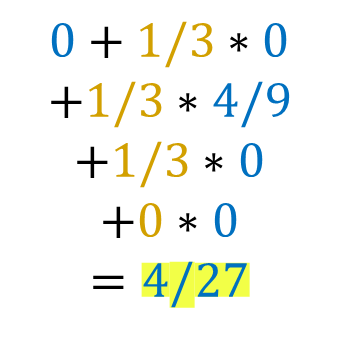 0 + 1/3 * 0
+1/3 * 4/9
+1/3 * 0
+0 * 0
= 4/27